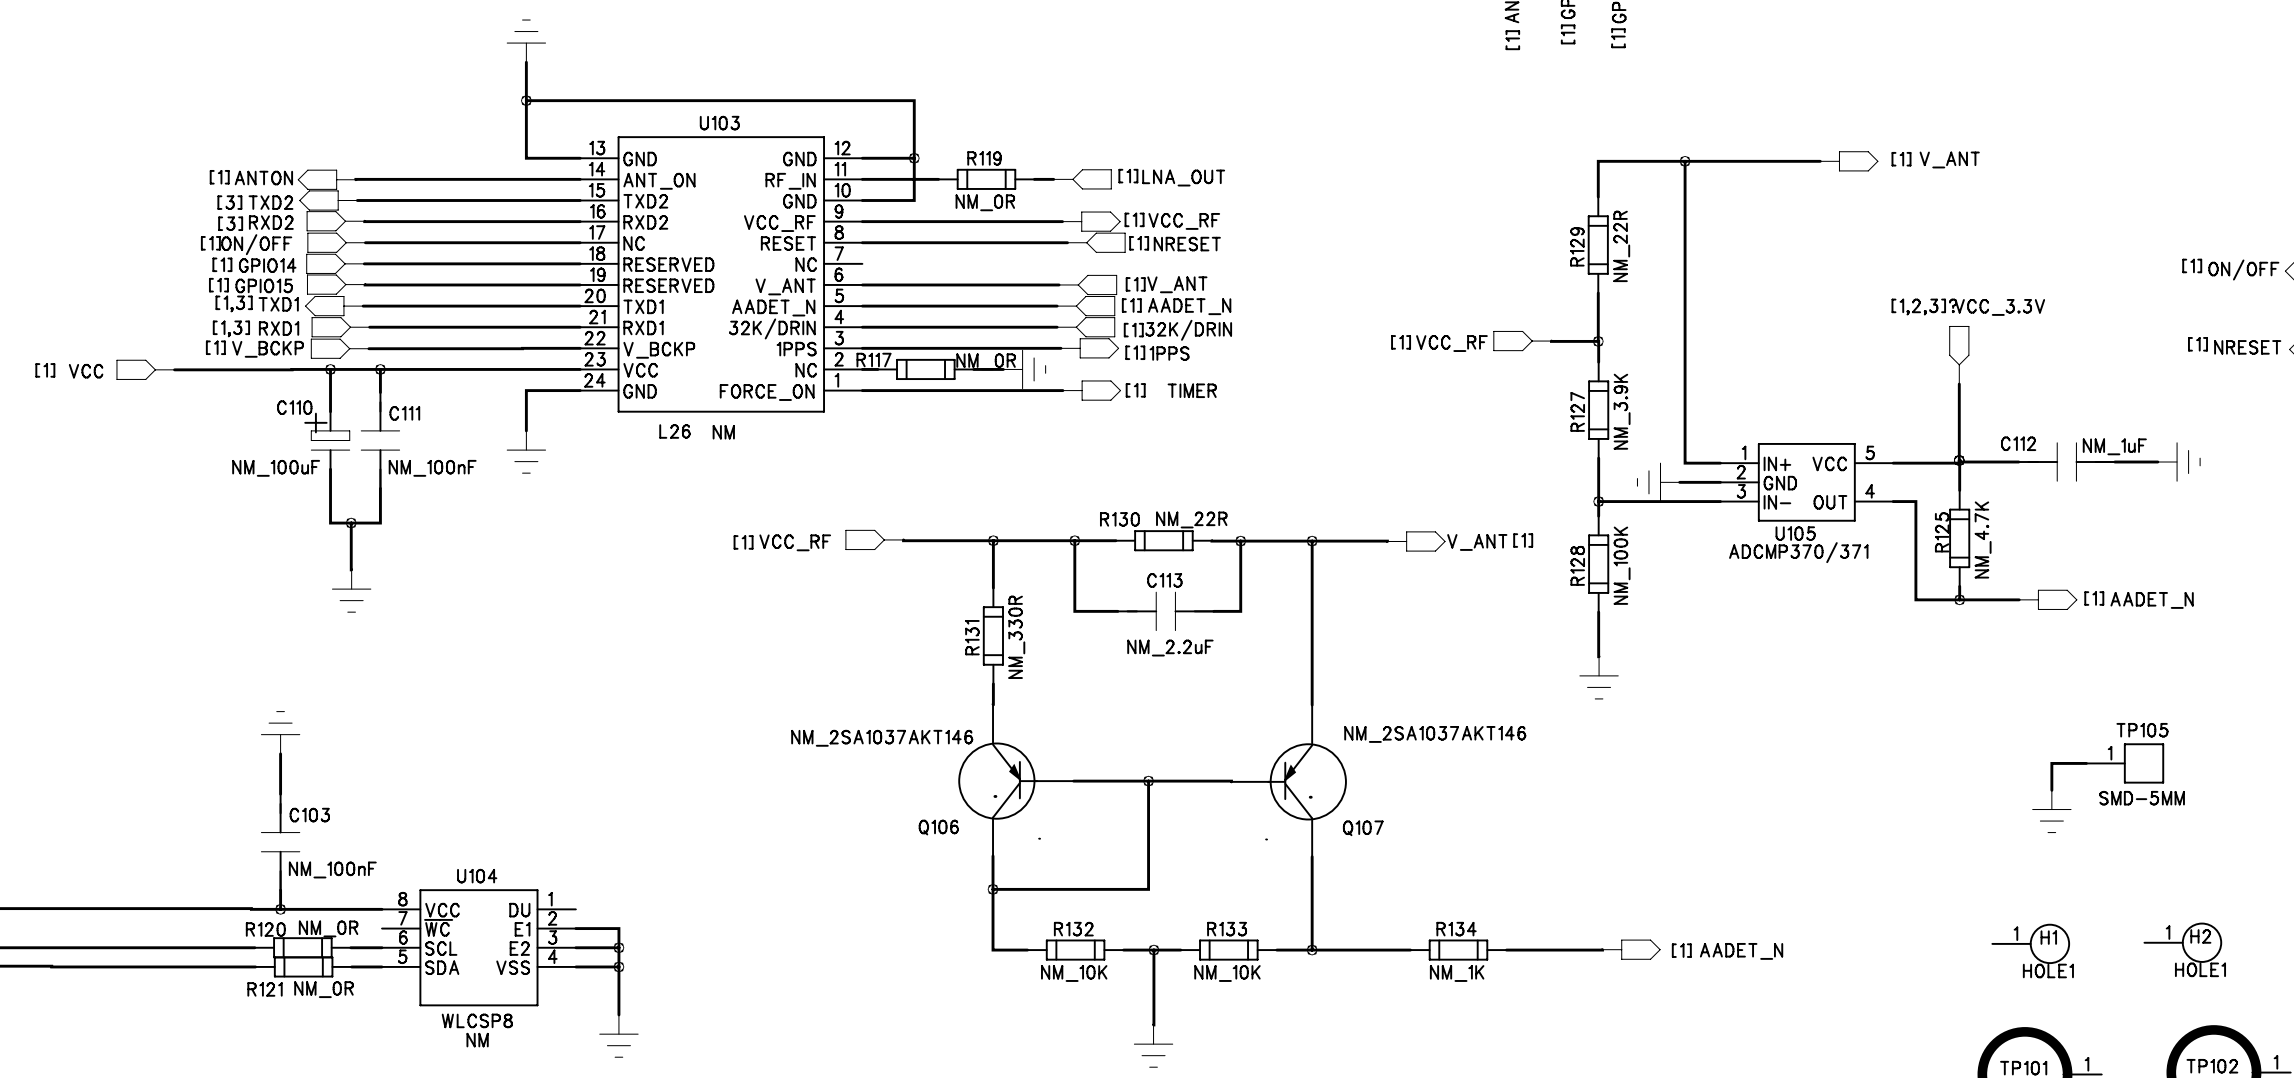 [1]AN
[1]GP
[1]GP
U103
13 GND
14 ANT_ON
15 TXD2
16 RXD2
17 NC
18 RESERVED
19 RESERVED
20 TXD1
21 RXD1
22 V_BCKP
23 VCC
24 GND
GND 12
RF_IN 11
GND 10
VCC_RF 9
RESET 8
NC 7
V_ANT 6
AADET_N 5
32K/DRIN 4
1PPS 3
NC 2
FORCE_ON 1
L26 NM
[1]ANTON
[3]TXD2
[3]RXD2
[1]ON/OFF
[1]GPIO14
[1]GPIO15
[1,3]TXD1
[1,3]RXD1
[1]V_BCKP
[1] VCC
C110
NM_100uF
C111
NM_100nF
R119
NM_0R
[1]LNA_OUT
[1]VCC_RF
[1]NRESET
[1]V_ANT
[1]AADET_N
[1]32K/DRIN
[1]1PPS
R117 NM_0R
[1] TIMER
[1]V_ANT
R129
NM_22R
[1]VCC_RF
R127
NM_3.9K
R128
NM_100K
[1,2,3]?VCC_3.3V
1 IN+ VCC 5
2 GND
3 IN- OUT 4
U105
ADCMP370/371
C112 NM_1uF
R125
NM_4.7K
[1]AADET_N
[1]ON/OFF
[1]NRESET
[1]VCC_RF
R130 NM_22R
V_ANT[1]
C113
NM_2.2uF
R131
NM_330R
NM_2SA1037AKT146
Q106
NM_2SA1037AKT146
Q107
R132
NM_10K
R133
NM_10K
R134
NM_1K
[1]AADET_N
C103
NM_100nF
U104
8 VCC DU 1
7 WC E1 2
6 SCL E2 3
5 SDA VSS 4
WLCSP8
NM
R120 NM_0R
R121 NM_0R
TP105
1
SMD-5MM
1 H1
HOLE1
1 H2
HOLE1
TP101 1
TP102 1